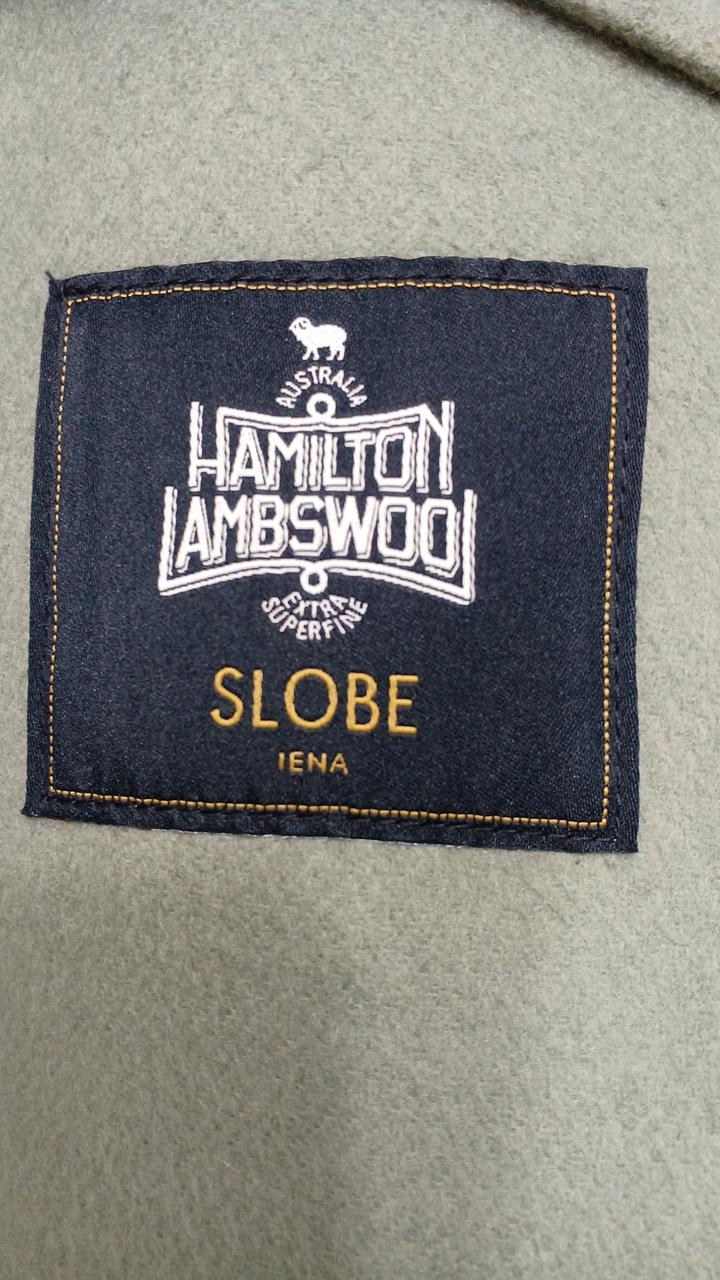 AUSTRALIA
HAMILTON
LAMBSWOOL
EXTRA
SUPERFINE
SLOBE
IENA